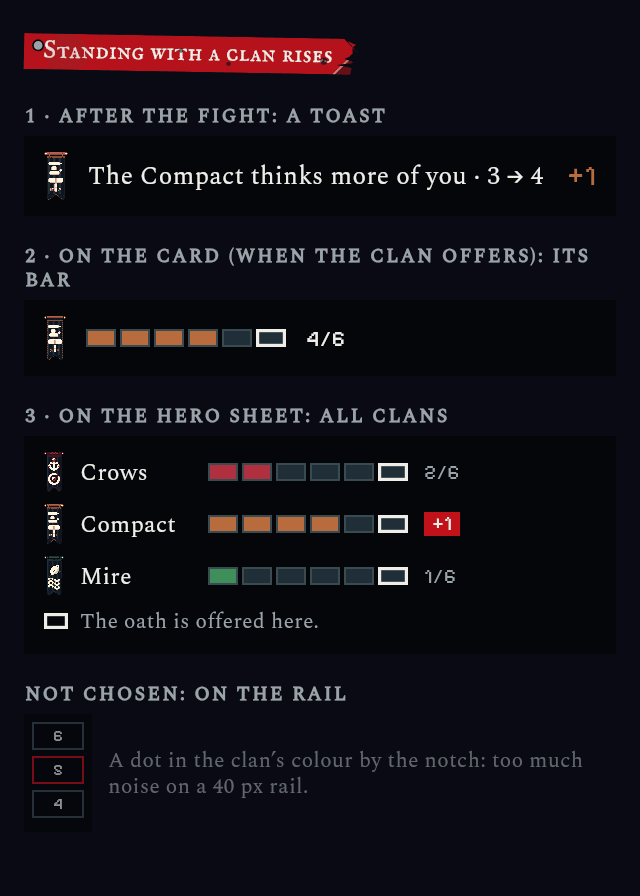 Standing with a clan rises
1 · AFTER THE FIGHT: A TOAST
The Compact thinks more of you · 3 → 4 +1
2 · ON THE CARD (WHEN THE CLAN OFFERS): ITS
BAR
4/6
3 · ON THE HERO SHEET: ALL CLANS
Crows 2/6
Compact +1
Mire 1/6
The oath is offered here.
NOT CHOSEN: ON THE RAIL
6
5
4
A dot in the clan's colour by the notch: too much
noise on a 40 px rail.